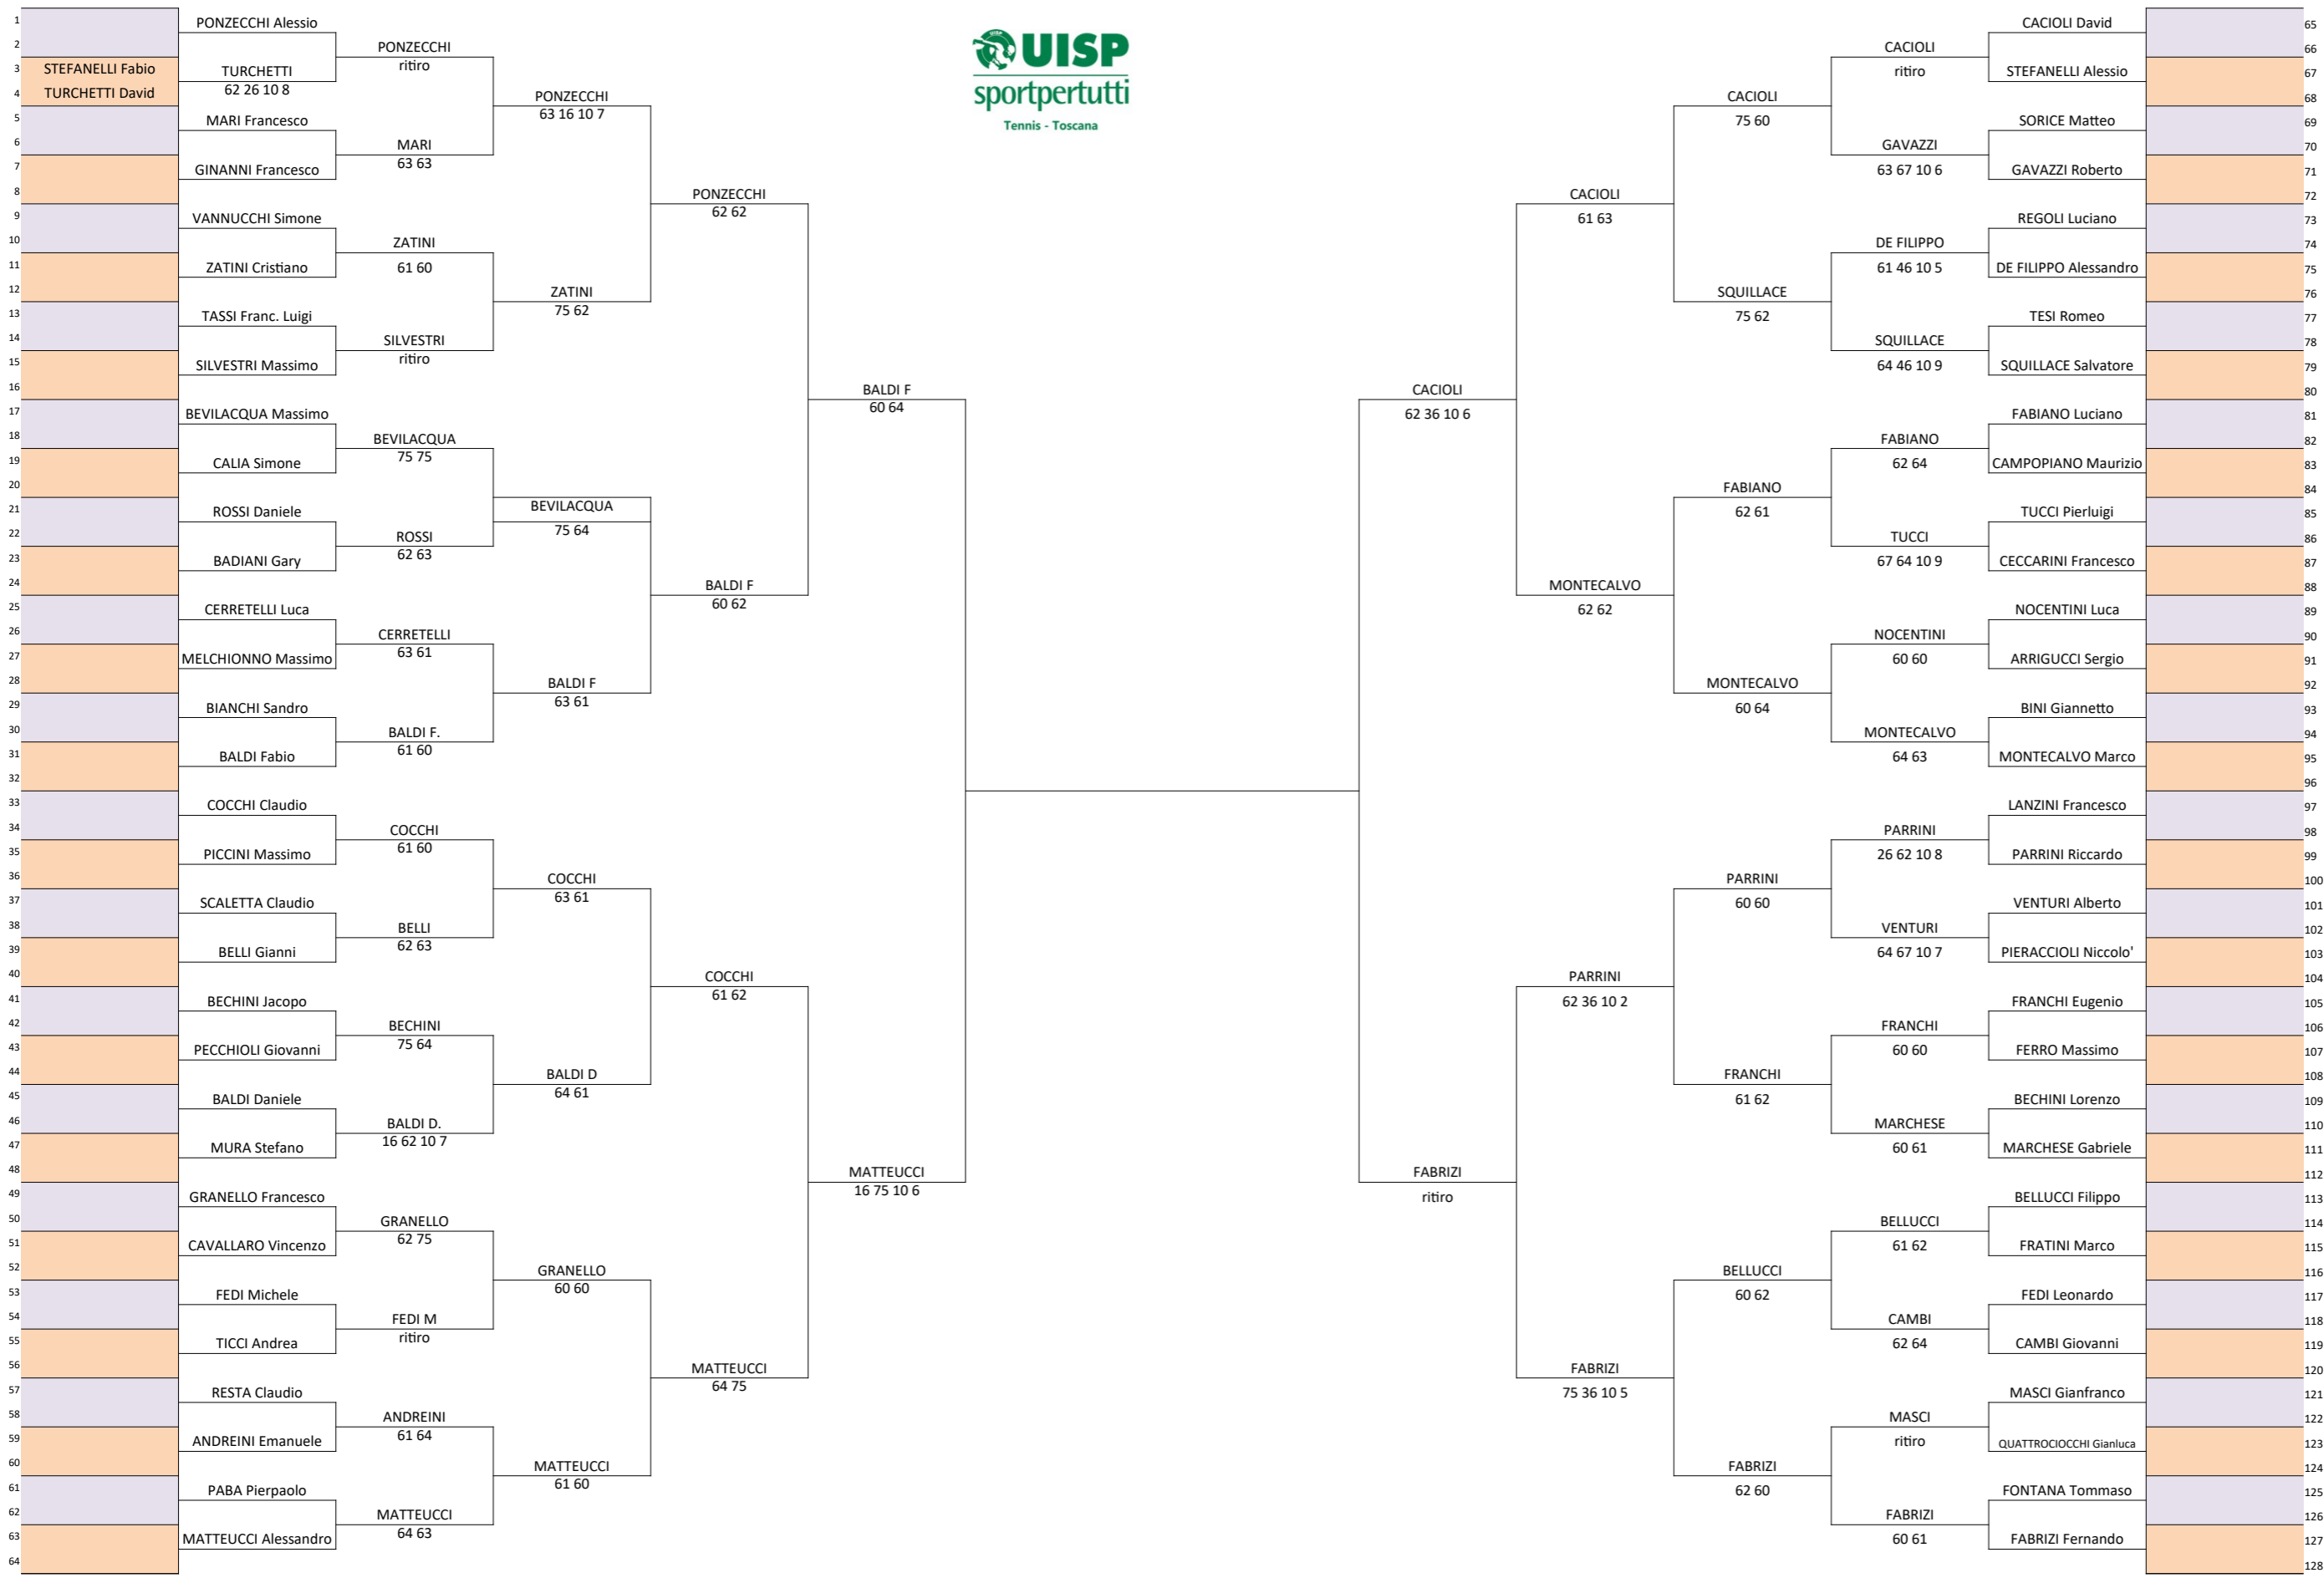 UISP
sportpertutti
Tennis - Toscana
1
2
3
4
5
6
7
8
9
10
11
12
13
14
15
16
17
18
19
20
21
22
23
24
25
26
27
28
29
30
31
32
33
34
35
36
37
38
39
40
41
42
43
44
45
46
47
48
49
50
51
52
53
54
55
56
57
58
59
60
61
62
63
64
STEFANELLI Fabio
TURCHETTI David
PONZECCHI Alessio
TURCHETTI
62 26 10 8
MARI Francesco
GINANNI Francesco
VANNUCCHI Simone
ZATINI Cristiano
TASSI Franc. Luigi
SILVESTRI Massimo
BEVILACQUA Massimo
CALIA Simone
ROSSI Daniele
BADIANI Gary
CERRETELLI Luca
MELCHIONNO Massimo
BIANCHI Sandro
BALDI Fabio
COCCHI Claudio
PICCINI Massimo
SCALETTA Claudio
BELLI Gianni
BECHINI Jacopo
PECCHIOLI Giovanni
BALDI Daniele
MURA Stefano
GRANELLO Francesco
CAVALLARO Vincenzo
FEDI Michele
TICCI Andrea
RESTA Claudio
ANDREINI Emanuele
PABA Pierpaolo
MATTEUCCI Alessandro
PONZECCHI
ritiro
MARI
63 63
ZATINI
61 60
SILVESTRI
ritiro
BEVILACQUA
75 75
ROSSI
62 63
CERRETELLI
63 61
BALDI F.
61 60
COCCHI
61 60
BELLI
62 63
BECHINI
75 64
BALDI D.
16 62 10 7
GRANELLO
62 75
FEDI M
ritiro
ANDREINI
61 64
MATTEUCCI
64 63
PONZECCHI
63 16 10 7
ZATINI
75 62
BEVILACQUA
75 64
BALDI F
63 61
COCCHI
63 61
BALDI D
64 61
GRANELLO
60 60
MATTEUCCI
61 60
PONZECCHI
62 62
BALDI F
60 62
COCCHI
61 62
MATTEUCCI
64 75
BALDI F
60 64
MATTEUCCI
16 75 10 6
CACIOLI
62 36 10 6
FABRIZI
ritiro
CACIOLI
61 63
MONTECALVO
62 62
PARRINI
62 36 10 2
FABRIZI
75 36 10 5
CACIOLI
75 60
SQUILLACE
75 62
FABIANO
62 61
MONTECALVO
60 64
PARRINI
60 60
FRANCHI
61 62
BELLUCCI
60 62
FABRIZI
62 60
CACIOLI
ritiro
GAVAZZI
63 67 10 6
DE FILIPPO
61 46 10 5
SQUILLACE
64 46 10 9
FABIANO
62 64
TUCCI
67 64 10 9
NOCENTINI
60 60
MONTECALVO
64 63
PARRINI
26 62 10 8
VENTURI
64 67 10 7
FRANCHI
60 60
MARCHESE
60 61
BELLUCCI
61 62
CAMBI
62 64
MASCI
ritiro
FABRIZI
60 61
CACIOLI David
STEFANELLI Alessio
SORICE Matteo
GAVAZZI Roberto
REGOLI Luciano
DE FILIPPO Alessandro
TESI Romeo
SQUILLACE Salvatore
FABIANO Luciano
CAMPOPIANO Maurizio
TUCCI Pierluigi
CECCARINI Francesco
NOCENTINI Luca
ARRIGUCCI Sergio
BINI Giannetto
MONTECALVO Marco
LANZINI Francesco
PARRINI Riccardo
VENTURI Alberto
PIERACCIOLI Niccolo'
FRANCHI Eugenio
FERRO Massimo
BECHINI Lorenzo
MARCHESE Gabriele
BELLUCCI Filippo
FRATINI Marco
FEDI Leonardo
CAMBI Giovanni
MASCI Gianfranco
QUATTROCIOCCHI Gianluca
FONTANA Tommaso
FABRIZI Fernando
65
66
67
68
69
70
71
72
73
74
75
76
77
78
79
80
81
82
83
84
85
86
87
88
89
90
91
92
93
94
95
96
97
98
99
100
101
102
103
104
105
106
107
108
109
110
111
112
113
114
115
116
117
118
119
120
121
122
123
124
125
126
127
128